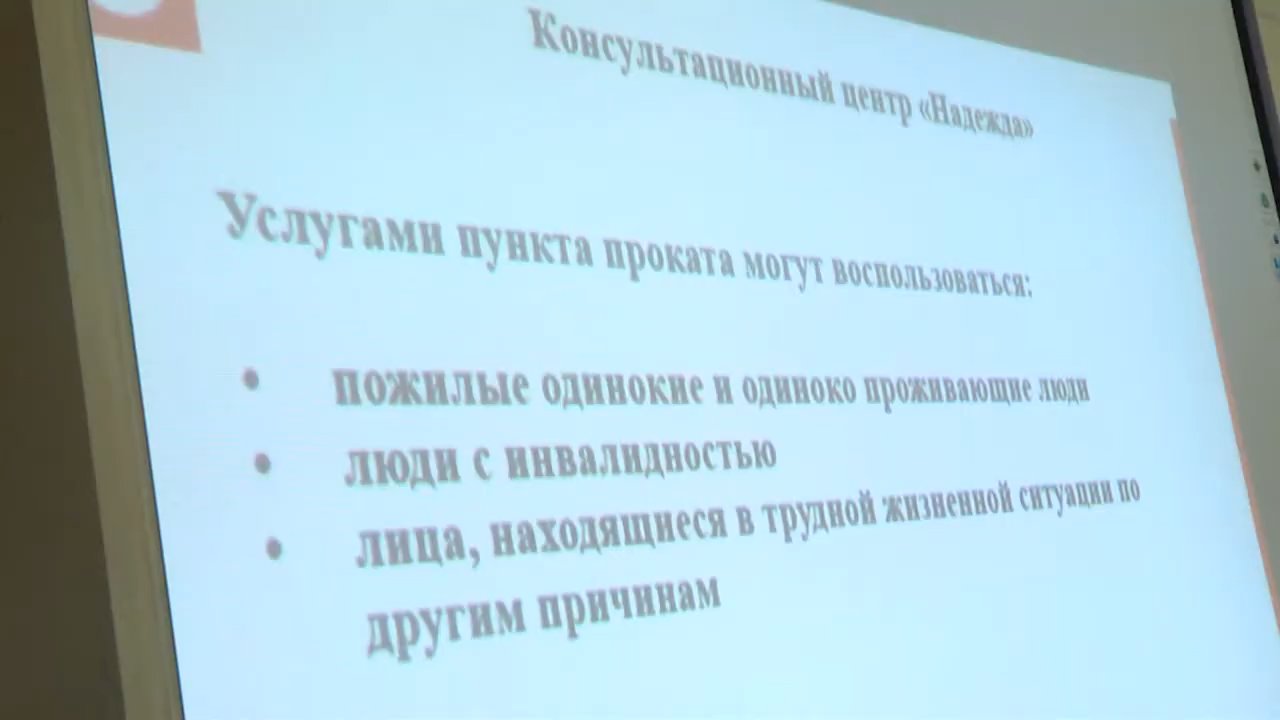 Консультационный центр «Надежда»
Услугами пункта проката могут воспользоваться:
• пожилые одинокие и одиноко проживающие люди
• люди с инвалидностью
• лица, находящиеся в трудной жизненной ситуации по
другим причинам